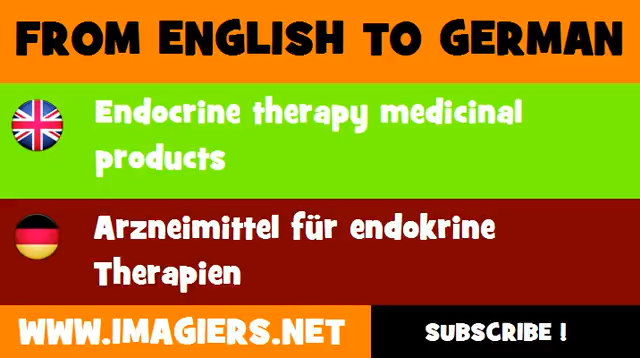 FROM ENGLISH TO GERMAN
Endocrine therapy medicinal
products
Arzneimittel für endokrine
Therapien
WWW.IMAGIERS.NET
SUBSCRIBE !